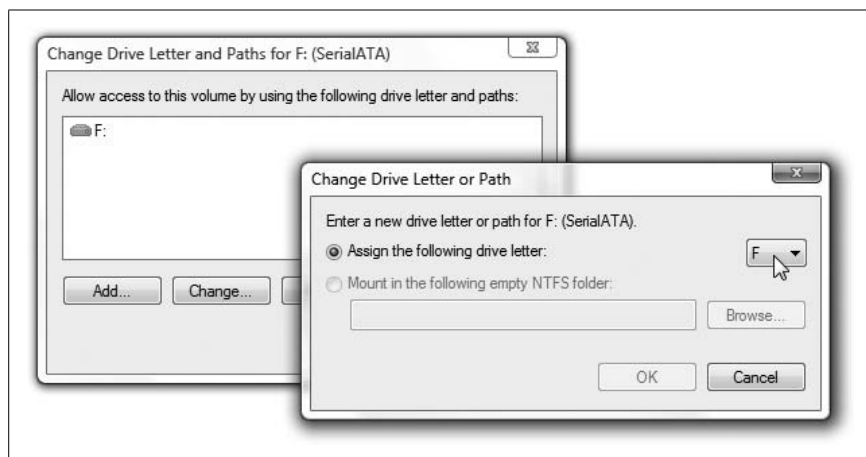 Change Drive Letter and Paths for F: (SerialATA)
Allow access to this volume by using the following drive letter and paths:
F:
Add...
Change...
Change Drive Letter or Path
Enter a new drive letter or path for F: (SerialATA).
Assign the following drive letter:
F
Mount in the following empty NTFS folder:
Browse...
OK
Cancel